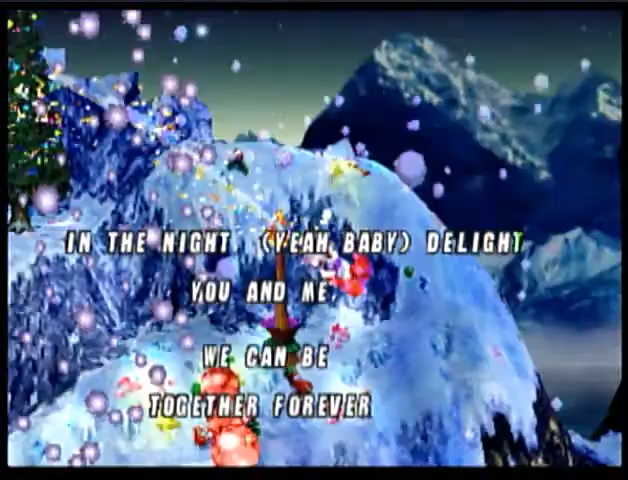 IN THE NIGHT (YEAH BABY) DELIGHT
YOU AND ME,
WE CAN BE
TOGETHER FOREVER